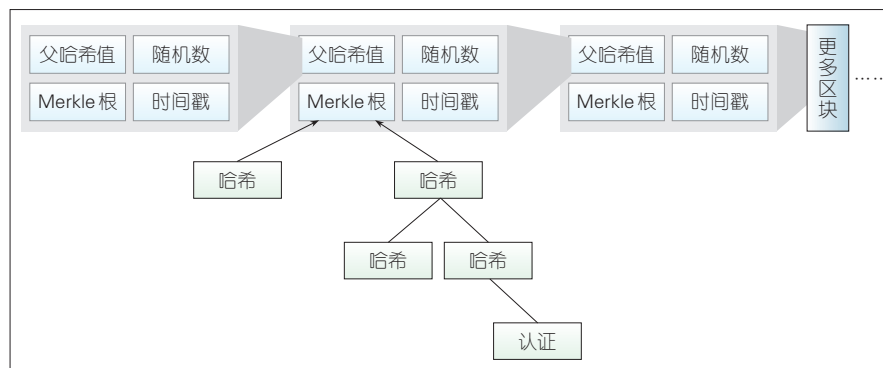 父哈希值 随机数 父哈希值 随机数 父哈希值 随机数
Merkle 根 时间戳 Merkle 根 时间戳 Merkle 根 时间戳
更多区块
……
哈希 哈希
哈希 哈希
认证